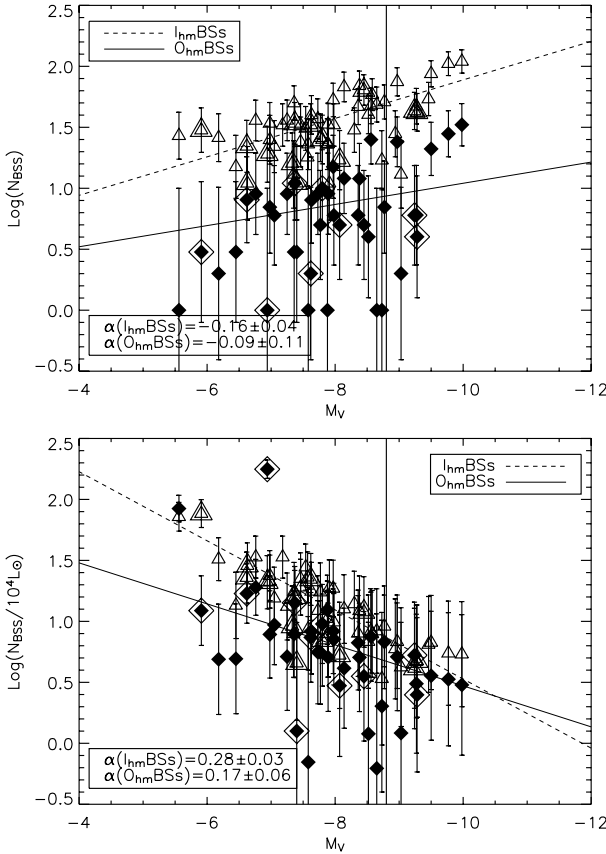 2.5
2.0
1.5
1.0
0.5
0.0
−0.5
Log(N_BSS)
I_hmBSs
O_hmBSs
α(I_hmBSs)=−0.16±0.04
α(O_hmBSs)=−0.09±0.11
−4 −6 −8 −10 −12
M_V
2.5
2.0
1.5
1.0
0.5
0.0
−0.5
Log(N_BSS/10⁴L⊙)
I_hmBSs
O_hmBSs
α(I_hmBSs)=0.28±0.03
α(O_hmBSs)=0.17±0.06
−4 −6 −8 −10 −12
M_V